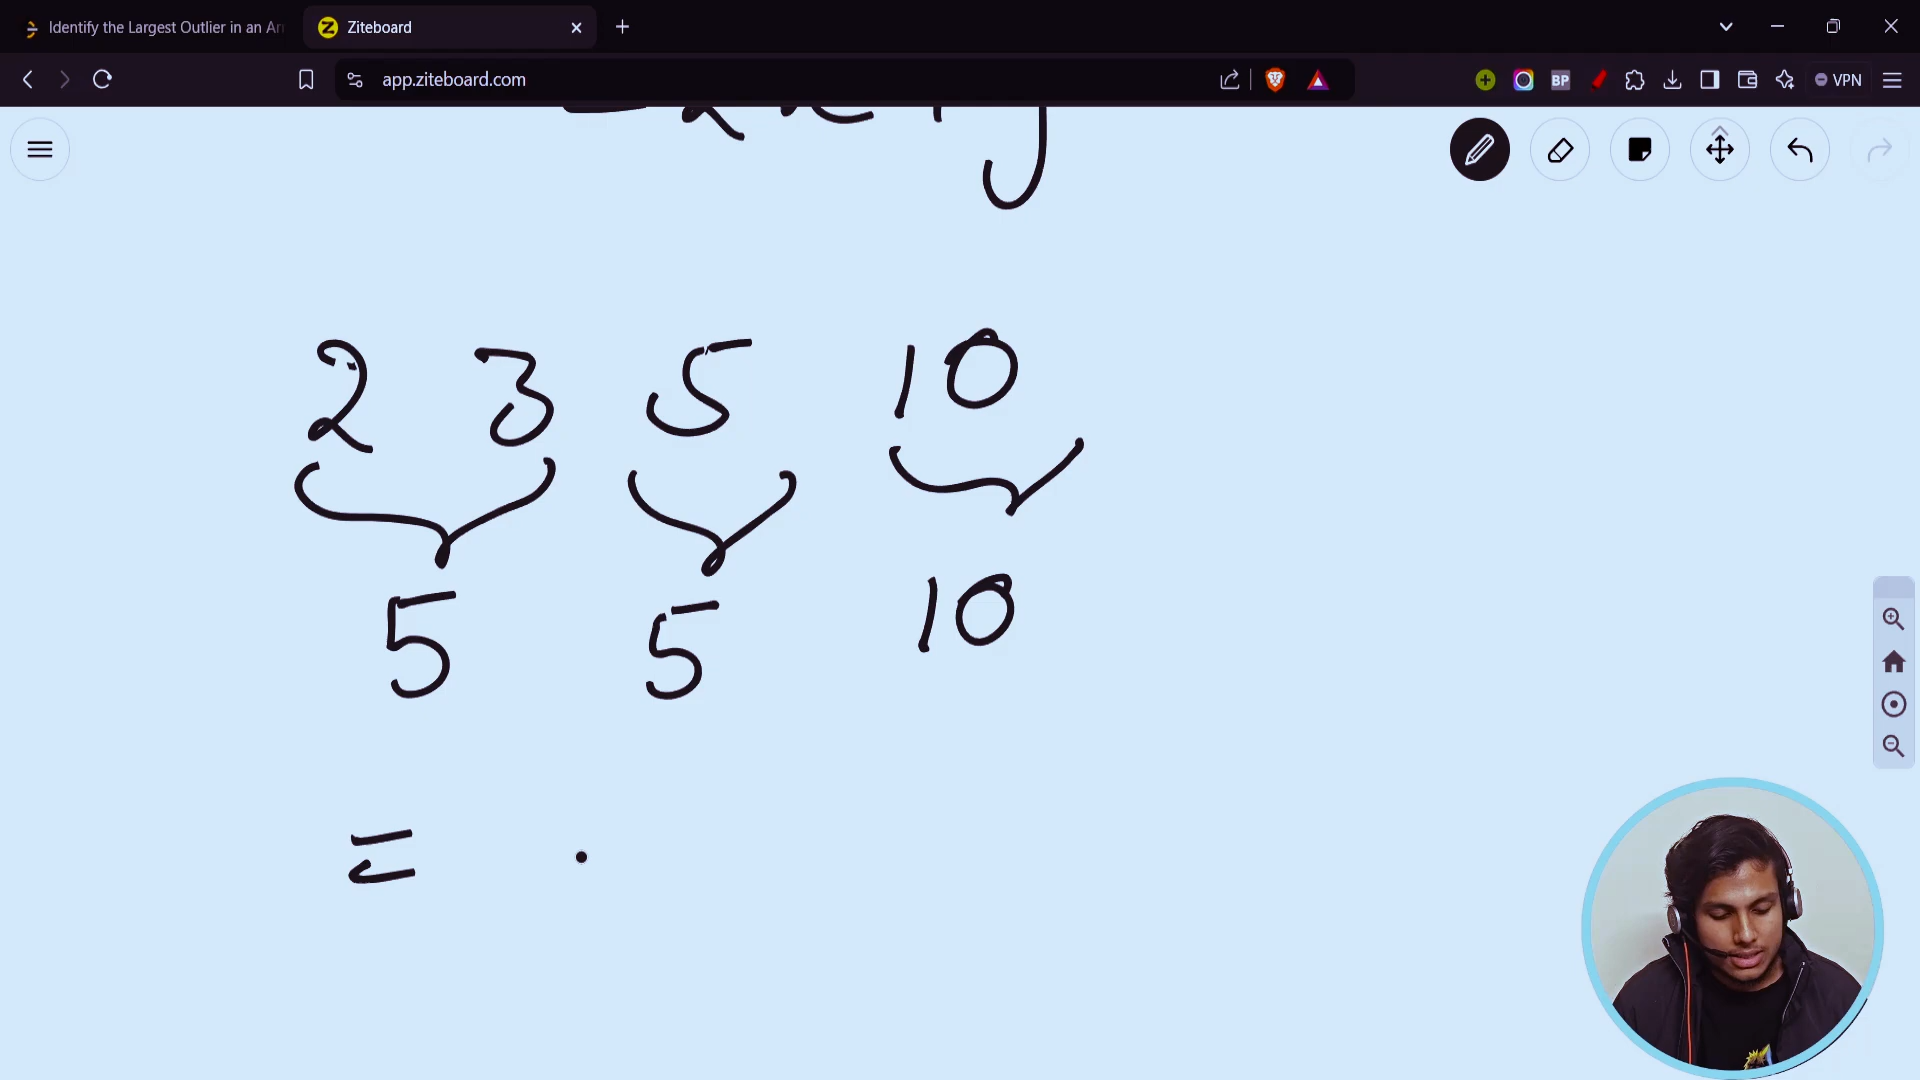 Identify the Largest Outlier in an Ar
Ziteboard
app.ziteboard.com
BP
VPN
2 3 5 10
5 5 10
=